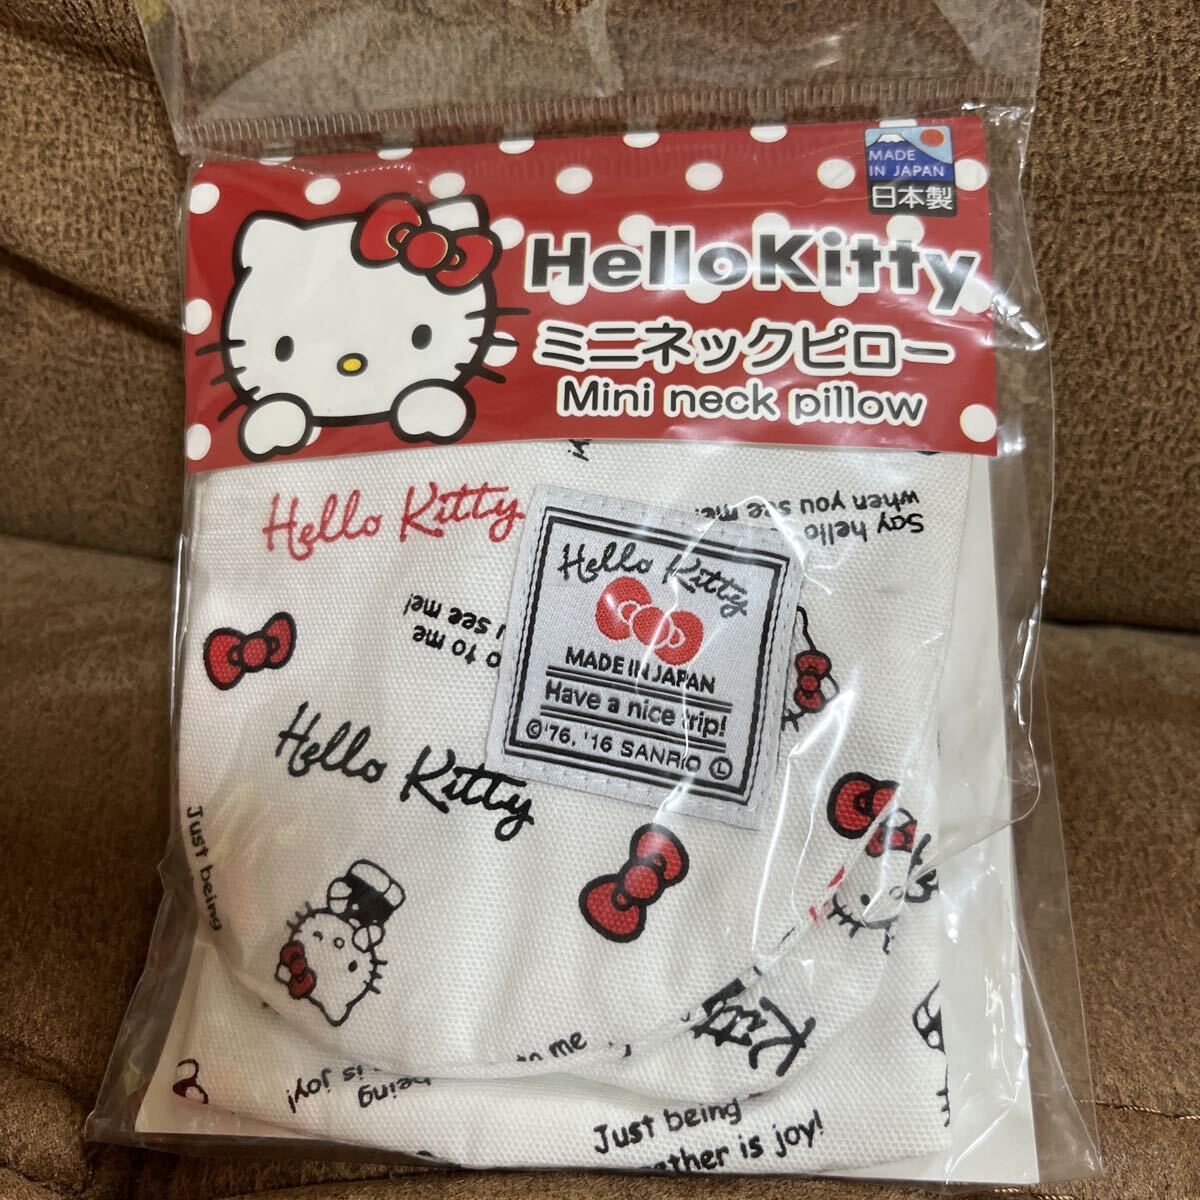 MADE
IN JAPAN
日本製
HelloKitty
ミニネックピロー
Mini neck pillow
Hello Kitty
Say hello
when you see me!
to me
see me!
Hello Kitty
MADE IN JAPAN
Have a nice trip!
©'76, '16 SANRIO Ⓛ
Hello Kitty
Just being
to me
being
is joy!
Just being
is joy!